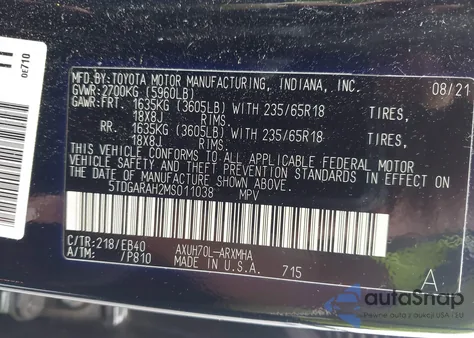 0E710
MFD.BY:TOYOTA MOTOR MANUFACTURING, INDIANA, INC. 08/21
GVWR: 2700KG (5960LB)
GAWR:FRT. 1635KG (3605LB) WITH 235/65R18 TIRES,
18X8J RIMS,
RR. 1635KG (3605LB) WITH 235/65R18 TIRES,
18X8J RIMS,
THIS VEHICLE CONFORMS TO ALL APPLICABLE FEDERAL MOTOR
VEHICLE SAFETY STANDARDS IN EFFECT ON
THE DATE OF MANUFACTURE SHOWN ABOVE.
5TDGARAH2MS011038 MPV
C/TR:218/EB40 AXUH70L-ARXMHA
A/TM: /P810 MADE IN U.S.A. 715
A
autoSnap